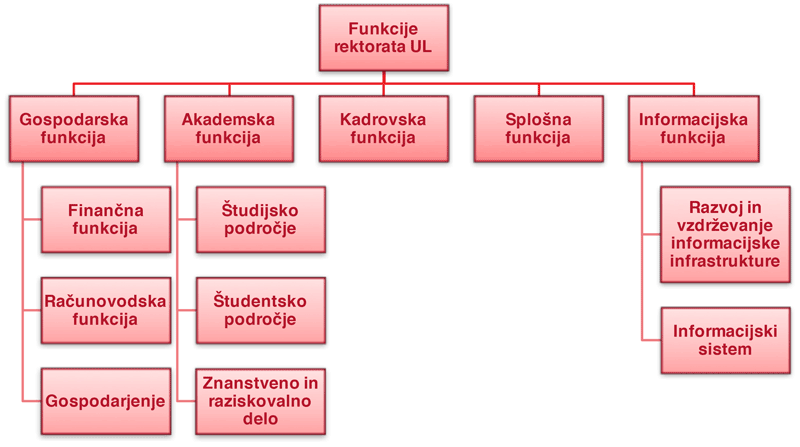 Funkcije
rektorata UL
Gospodarska
funkcija
Akademska
funkcija
Kadrovska
funkcija
Splošna
funkcija
Informacijska
funkcija
Finančna
funkcija
Računovodska
funkcija
Gospodarjenje
Študijsko
področje
Študentsko
področje
Znanstveno in
raziskovalno
delo
Razvoj in
vzdrževanje
informacijske
infrastrukture
Informacijski
sistem